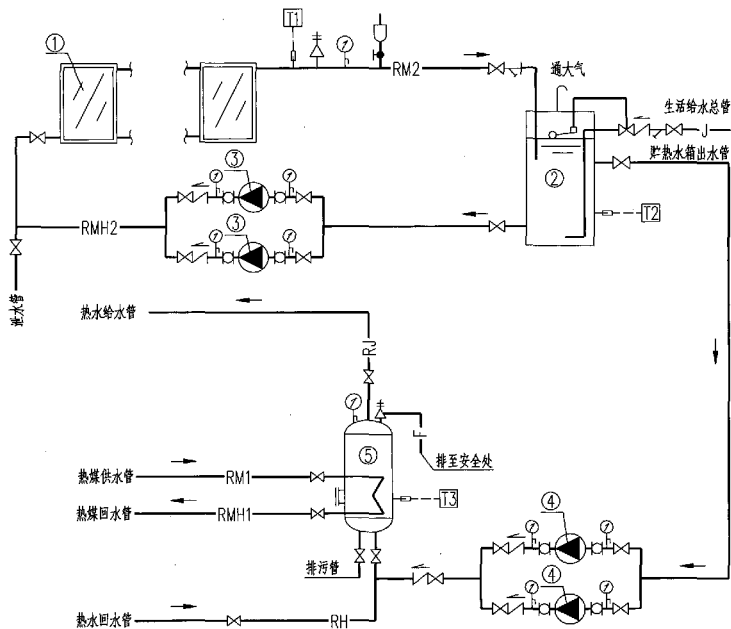 T1
①
RM2
通大气
生活给水总管
J
贮热水箱出水管
③
②
T2
RMH2
③
泄水管
热水给水管
RJ
F
⑤
排至安全处
热媒供水管
RM1
T3
热媒回水管
RMH1
④
排污管
④
热水回水管
RH